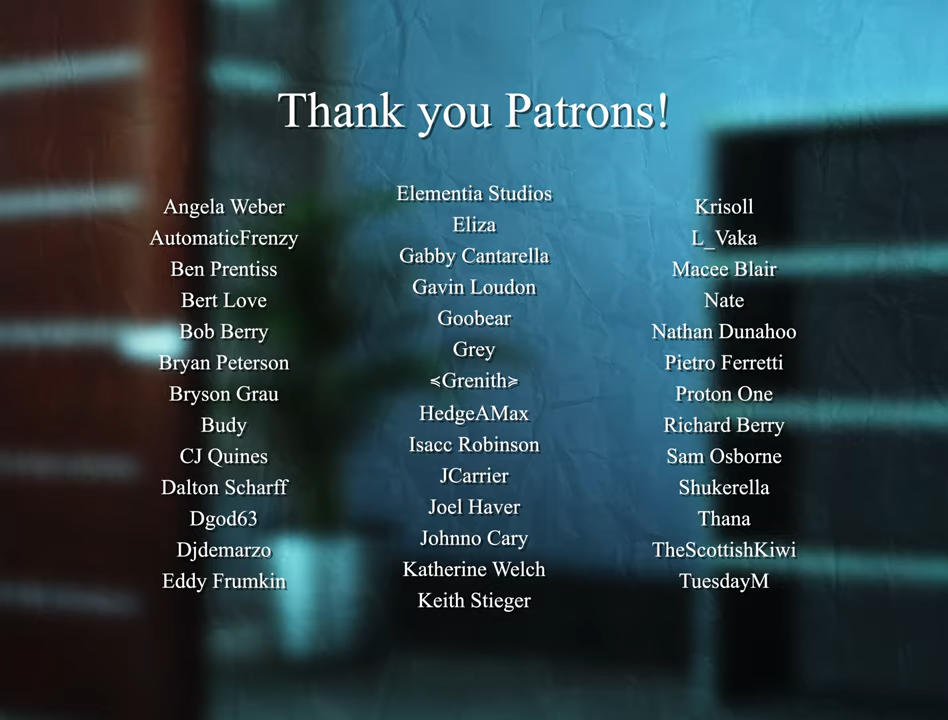 Thank you Patrons!
Angela Weber
AutomaticFrenzy
Ben Prentiss
Bert Love
Bob Berry
Bryan Peterson
Bryson Grau
Budy
CJ Quines
Dalton Scharff
Dgod63
Djdemarzo
Eddy Frumkin
Elementia Studios
Eliza
Gabby Cantarella
Gavin Loudon
Goobear
Grey
⪪Grenith⪫
HedgeAMax
Isacc Robinson
JCarrier
Joel Haver
Johnno Cary
Katherine Welch
Keith Stieger
Krisoll
L_Vaka
Macee Blair
Nate
Nathan Dunahoo
Pietro Ferretti
Proton One
Richard Berry
Sam Osborne
Shukerella
Thana
TheScottishKiwi
TuesdayM